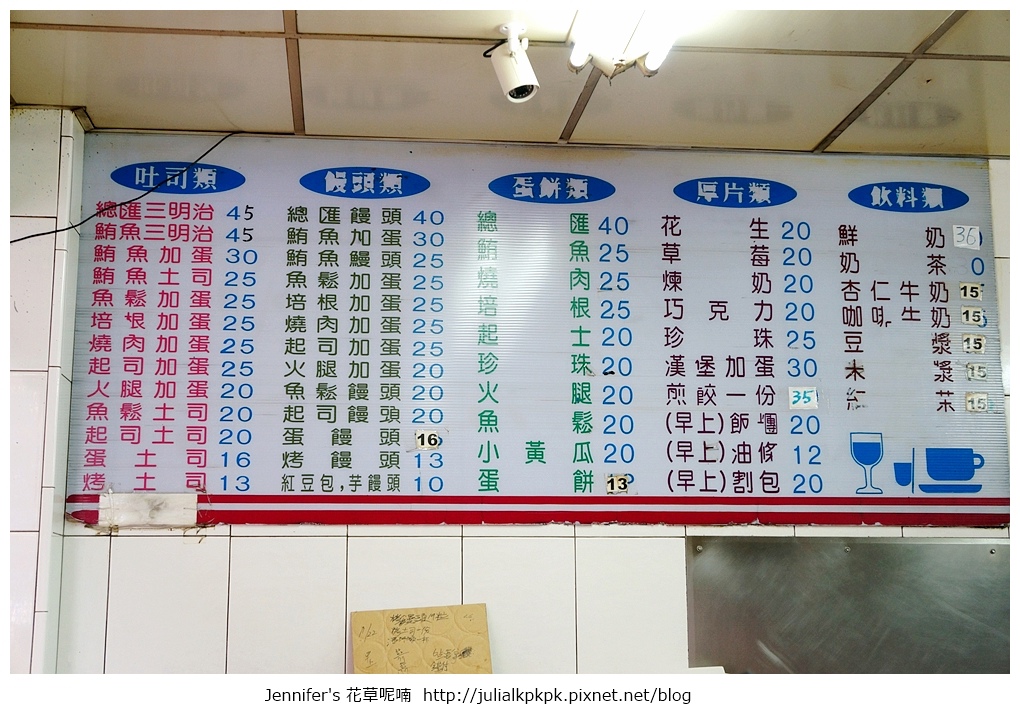 吐司類
總匯三明治 45
鮪魚三明治 45
鮪魚加蛋 30
鮪魚土司 25
魚鬆加蛋 25
培根加蛋 25
燒肉加蛋 25
起司加蛋 25
火腿加蛋 20
魚鬆土司 20
起司土司 20
蛋土司 16
烤土司 13
饅頭類
總匯饅頭 40
鮪魚加蛋 30
鮪魚鰻頭 25
魚鬆加蛋 25
培根加蛋 25
燒肉加蛋 25
起司加蛋 25
火腿加蛋 25
魚鬆饅頭 20
起司饅頭 20
蛋饅頭 16
烤饅頭 13
紅豆包,芋饅頭 10
蛋餅類
總匯 40
鮪魚 25
燒肉 25
培根 25
起士 20
珍珠 20
火腿 20
魚鬆 20
小黃瓜 20
蛋餅 13
厚片類
花生 20
草莓 20
煉奶 20
巧克力 20
珍珠 25
漢堡加蛋 30
煎餃一份 35
(早上)飯糰 20
(早上)油條 12
(早上)割包 20
飲料類
鮮奶 30
奶茶 0
杏仁牛奶 15
咖啡牛奶 15
豆漿 15
米漿 15
紅茶 15
Jennifer's 花草呢喃 http://julialkpkpk.pixnet.net/blog